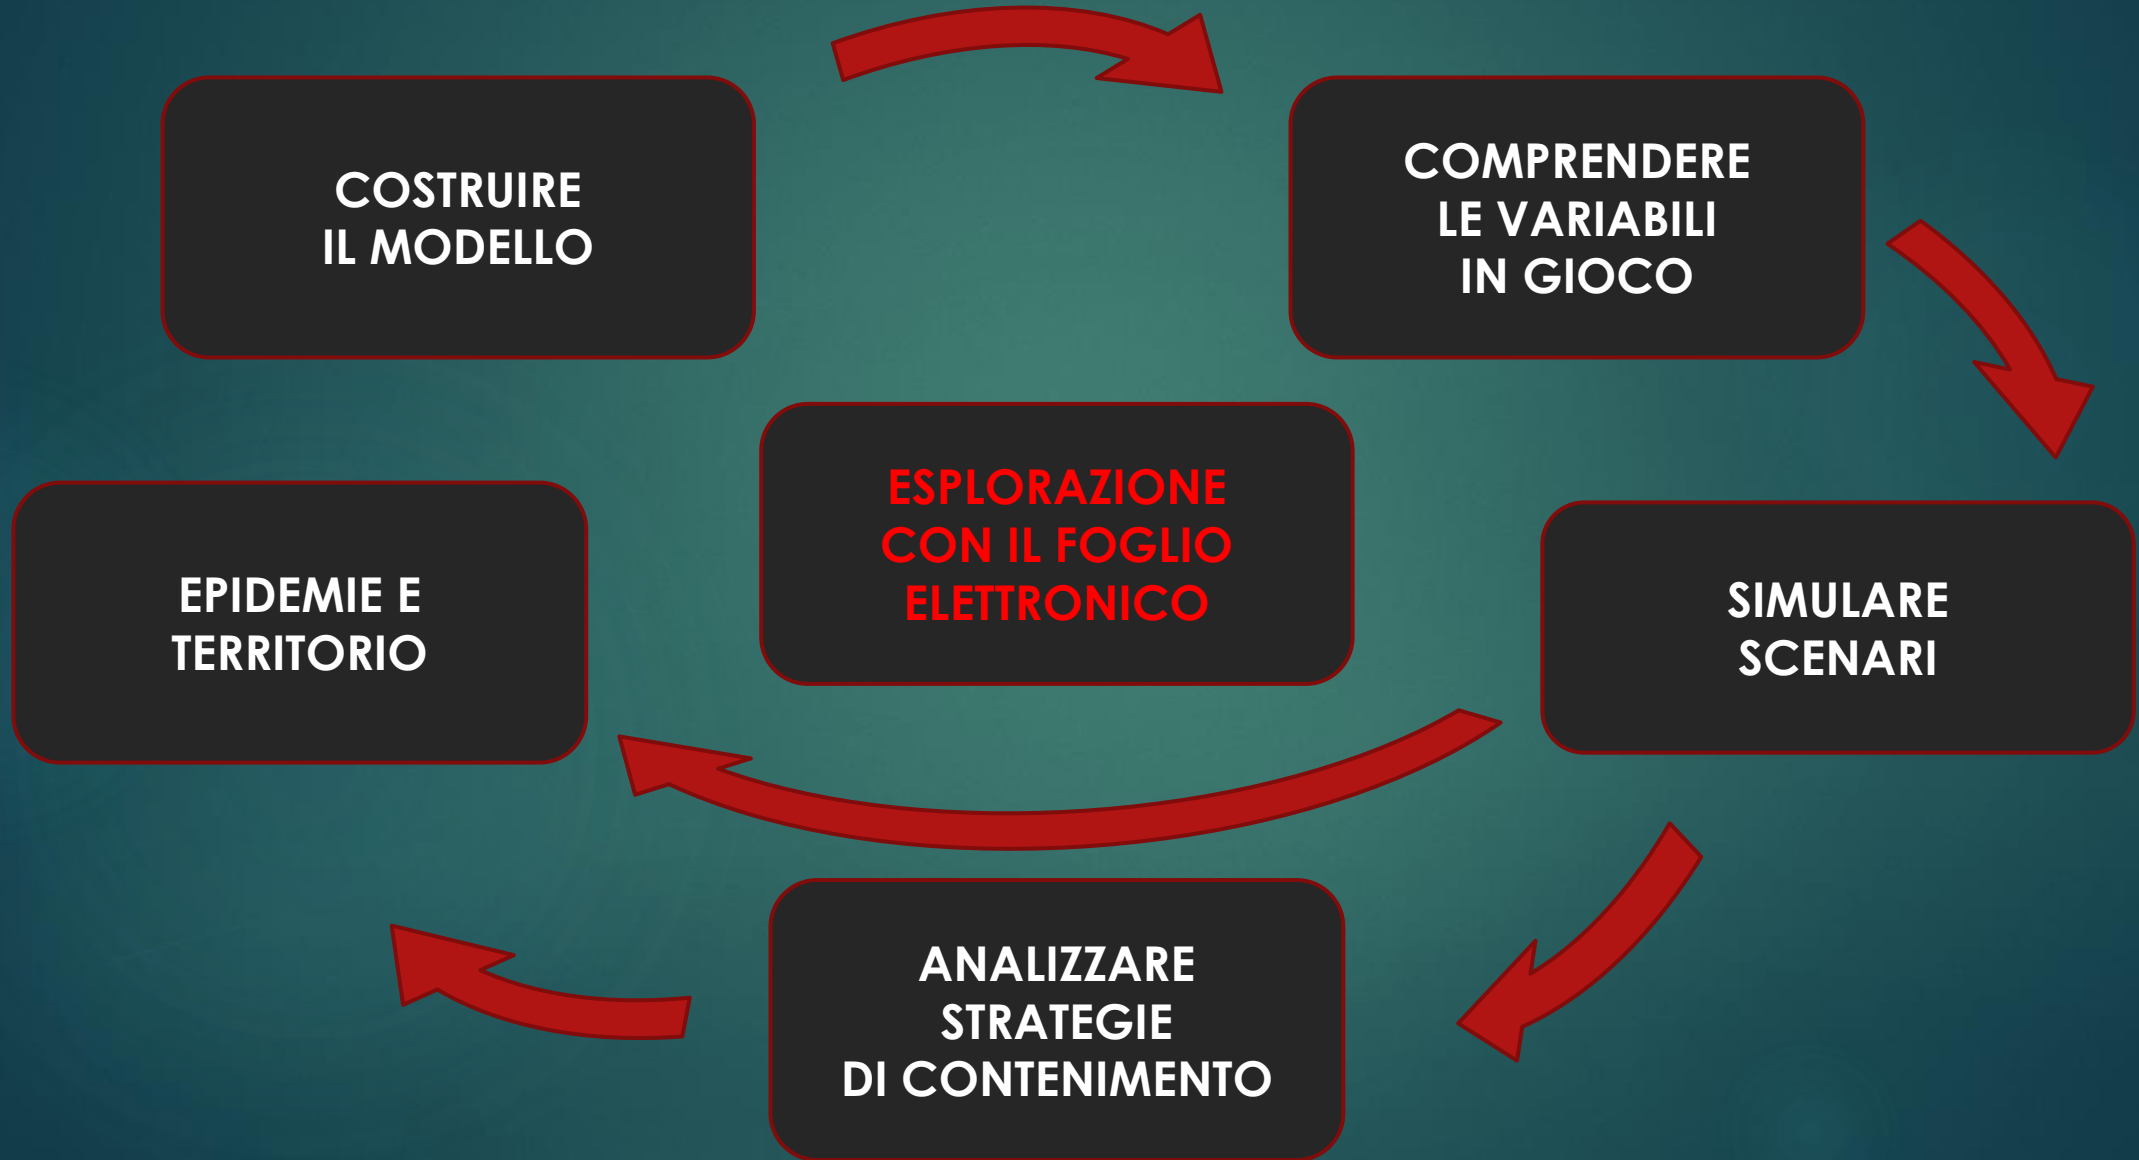 COSTRUIRE
IL MODELLO
COMPRENDERE
LE VARIABILI
IN GIOCO
ESPLORAZIONE
CON IL FOGLIO
ELETTRONICO
EPIDEMIE E
TERRITORIO
SIMULARE
SCENARI
ANALIZZARE
STRATEGIE
DI CONTENIMENTO